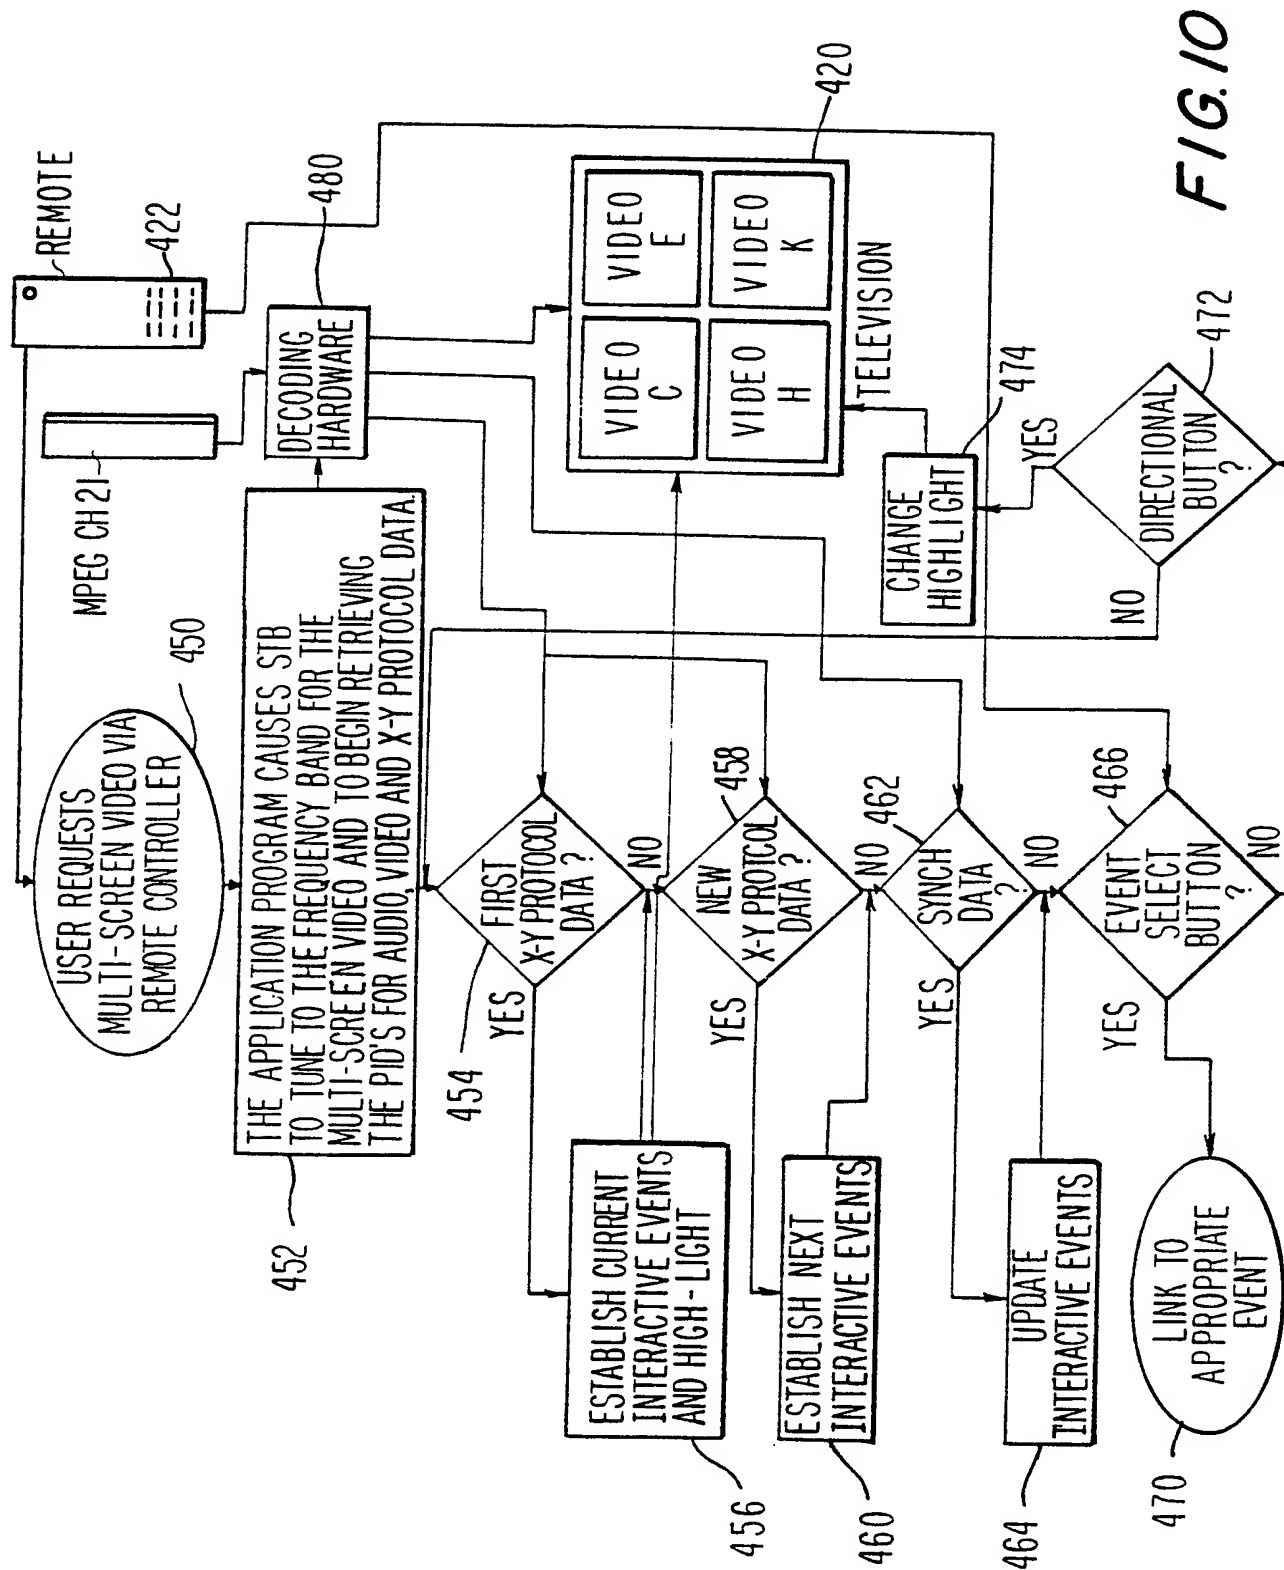 USER REQUESTS
MULTI-SCREEN VIDEO VIA
REMOTE CONTROLLER
450
REMOTE
422
MPEG CH 21
THE APPLICATION PROGRAM CAUSES STB
TO TUNE TO THE FREQUENCY BAND FOR THE
MULTI-SCREEN VIDEO AND TO BEGIN RETRIEVING
THE PID'S FOR AUDIO, VIDEO AND X-Y PROTOCOL DATA.
452
DECODING
HARDWARE
480
FIRST
X-Y PROTOCOL
DATA ?
454
YES
NO
ESTABLISH CURRENT
INTERACTIVE EVENTS
AND HIGH-LIGHT
456
VIDEO
C
VIDEO
E
VIDEO
H
VIDEO
K
TELEVISION
420
NEW
X-Y PROTCOL
DATA ?
458
YES
NO
ESTABLISH NEXT
INTERACTIVE EVENTS
460
SYNCH
DATA
?
462
YES
NO
UPDATE
INTERACTIVE EVENTS
464
CHANGE
HIGHLIGHT
474
EVENT
SELECT
BUTTON
?
466
YES
NO
LINK TO
APPROPRIATE
EVENT
470
DIRECTIONAL
BUTTON
?
472
YES
NO
FIG. 10